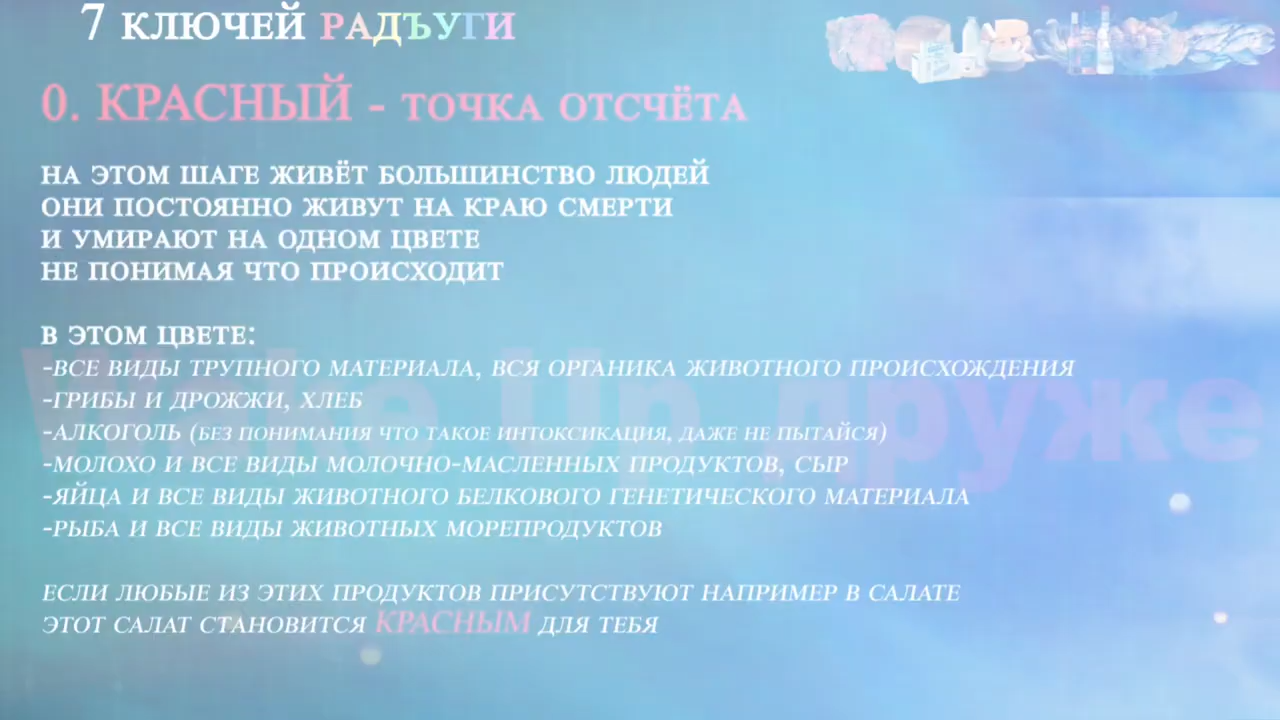 7 КЛЮЧЕЙ РАДЪУГИ
0. КРАСНЫЙ - ТОЧКА ОТСЧЁТА
НА ЭТОМ ШАГЕ ЖИВЁТ БОЛЬШИНСТВО ЛЮДЕЙ
ОНИ ПОСТОЯННО ЖИВУТ НА КРАЮ СМЕРТИ
И УМИРАЮТ НА ОДНОМ ЦВЕТЕ
НЕ ПОНИМАЯ ЧТО ПРОИСХОДИТ
В ЭТОМ ЦВЕТЕ:
-ВСЕ ВИДЫ ТРУПНОГО МАТЕРИАЛА, ВСЯ ОРГАНИКА ЖИВОТНОГО ПРОИСХОЖДЕНИЯ
-ГРИБЫ И ДРОЖЖИ, ХЛЕБ
-АЛКОГОЛЬ (БЕЗ ПОНИМАНИЯ ЧТО ТАКОЕ ИНТОКСИКАЦИЯ, ДАЖЕ НЕ ПЫТАЙСЯ)
-МОЛОХО И ВСЕ ВИДЫ МОЛОЧНО-МАСЛЕННЫХ ПРОДУКТОВ, СЫР
-ЯЙЦА И ВСЕ ВИДЫ ЖИВОТНОГО БЕЛКОВОГО ГЕНЕТИЧЕСКОГО МАТЕРИАЛА
-РЫБА И ВСЕ ВИДЫ ЖИВОТНЫХ МОРЕПРОДУКТОВ
ЕСЛИ ЛЮБЫЕ ИЗ ЭТИХ ПРОДУКТОВ ПРИСУТСТВУЮТ НАПРИМЕР В САЛАТЕ
ЭТОТ САЛАТ СТАНОВИТСЯ КРАСНЫМ ДЛЯ ТЕБЯ
Wake Up друже